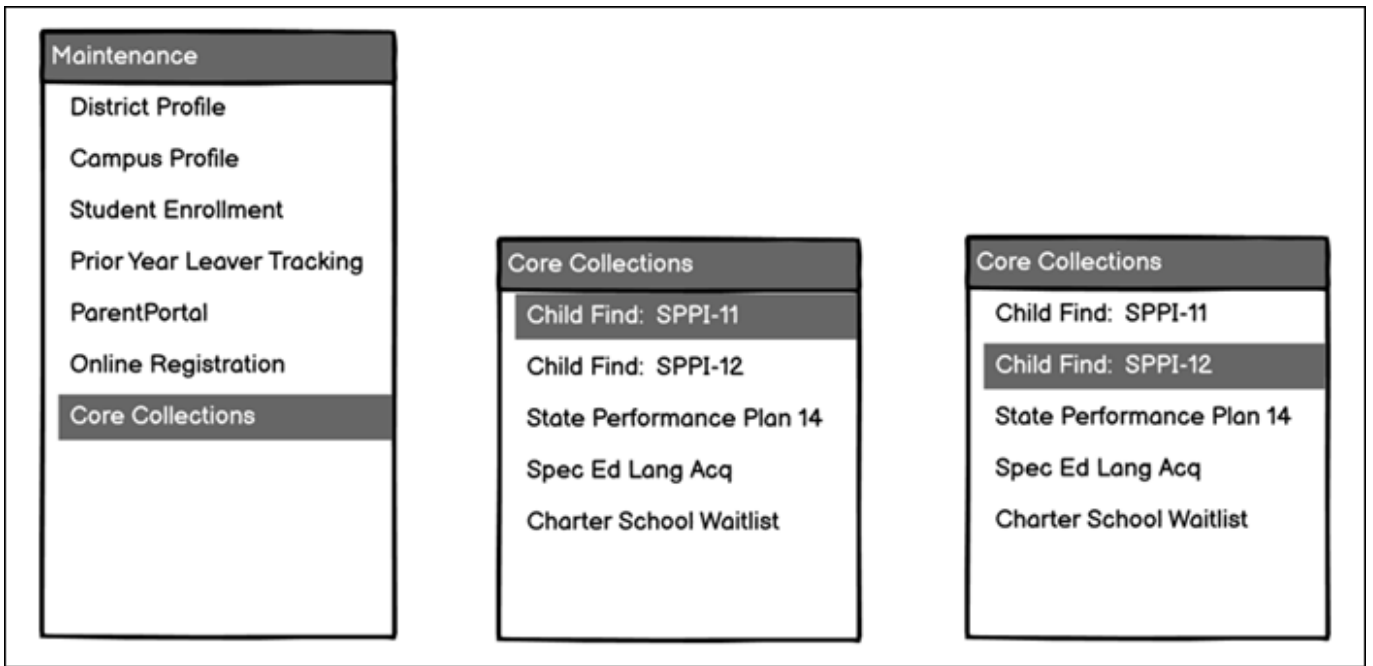 Maintenance
District Profile
Campus Profile
Student Enrollment
Prior Year Leaver Tracking
ParentPortal
Online Registration
Core Collections
Core Collections
Child Find: SPPI-11
Child Find: SPPI-12
State Performance Plan 14
Spec Ed Lang Acq
Charter School Waitlist
Core Collections
Child Find: SPPI-11
Child Find: SPPI-12
State Performance Plan 14
Spec Ed Lang Acq
Charter School Waitlist